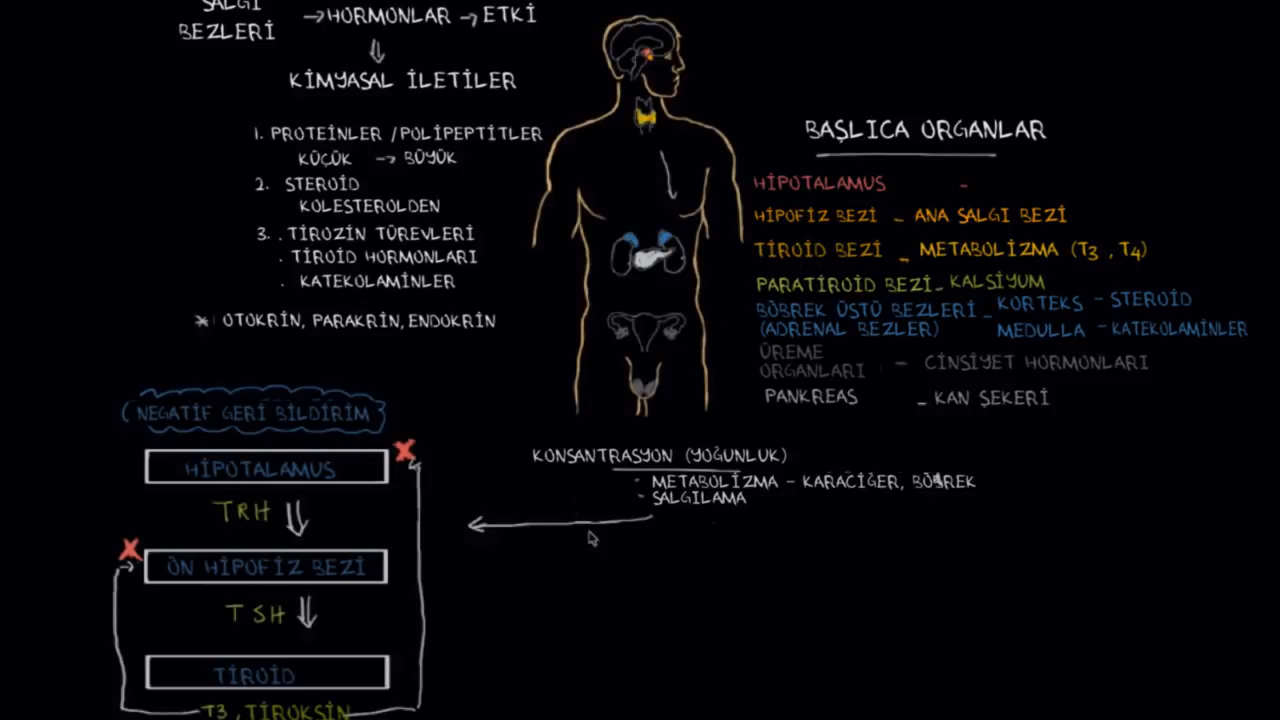 SALGI
BEZLERİ
→ HORMONLAR → ETKİ
KİMYASAL İLETİLER
1. PROTEİNLER / POLİPEPTİTLER
KÜÇÜK → BÜYÜK
2. STEROİD
KOLESTEROLDEN
3. . TİROZİN TÜREVLERİ
. TİROİD HORMONLARI
. KATEKOLAMİNLER
* OTOKRİN, PARAKRİN, ENDOKRİN
BAŞLICA ORGANLAR
HİPOTALAMUS -
HİPOFİZ BEZİ - ANA SALGI BEZİ
TİROİD BEZİ - METABOLİZMA (T3, T4)
PARATİROİD BEZİ - KALSİYUM
BÖBREK ÜSTÜ BEZLERİ - KORTEKS - STEROİD
(ADRENAL BEZLER) MEDULLA - KATEKOLAMİNLER
ÜREME
ORGANLARI - CİNSİYET HORMONLARI
PANKREAS - KAN ŞEKERİ
(NEGATİF GERİ BİLDİRİM)
HİPOTALAMUS
TRH
ÖN HİPOFİZ BEZİ
TSH
TİROİD
T3, TİROKSİN
KONSANTRASYON (YOĞUNLUK)
- METABOLİZMA - KARACİĞER, BÖBREK
- SALGILAMA